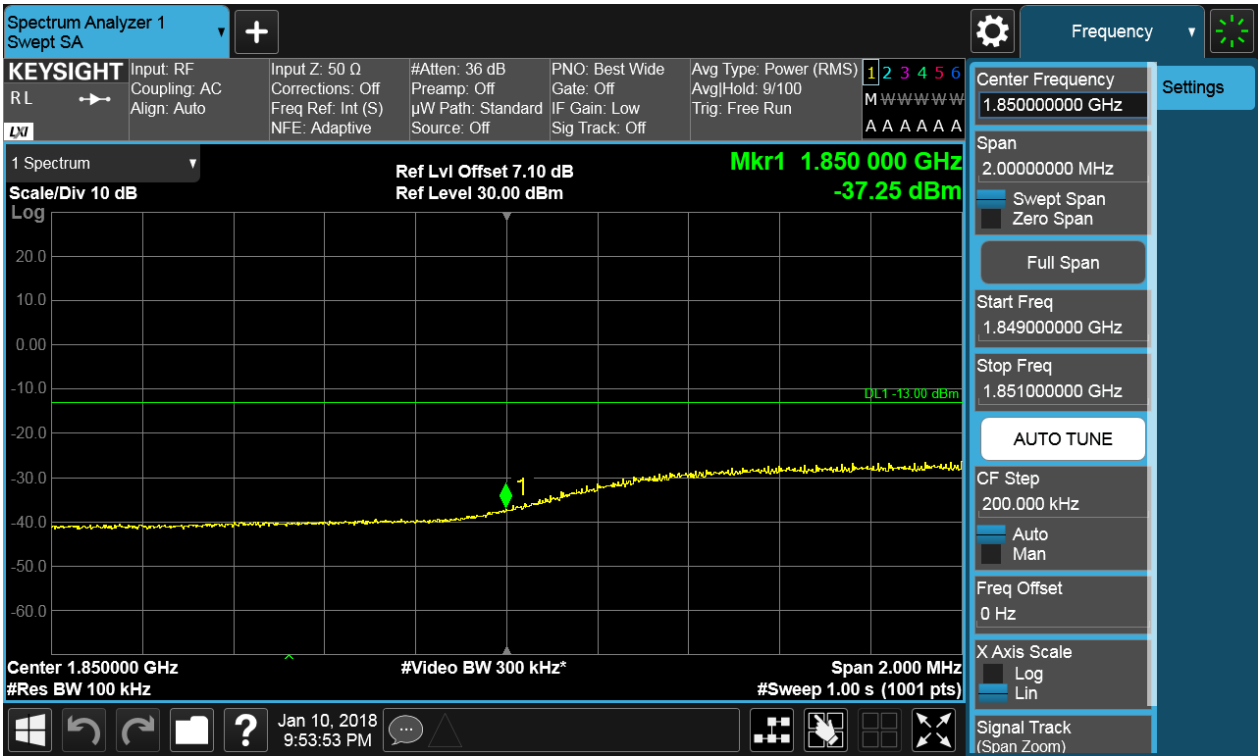 Spectrum Analyzer 1
Swept SA
Frequency
KEYSIGHT
R L
LXI
Input: RF
Coupling: AC
Align: Auto
Input Z: 50 Ω
Corrections: Off
Freq Ref: Int (S)
NFE: Adaptive
#Atten: 36 dB
Preamp: Off
µW Path: Standard
Source: Off
PNO: Best Wide
Gate: Off
IF Gain: Low
Sig Track: Off
Avg Type: Power (RMS)
Avg|Hold: 9/100
Trig: Free Run
1 2 3 4 5 6
M W W W W W
A A A A A A
1 Spectrum
Scale/Div 10 dB
Log
Ref Lvl Offset 7.10 dB
Ref Level 30.00 dBm
Mkr1 1.850 000 GHz
-37.25 dBm
20.0
10.0
0.00
-10.0
DL1 -13.00 dBm
-20.0
-30.0
1
-40.0
-50.0
-60.0
Center 1.850000 GHz
#Res BW 100 kHz
#Video BW 300 kHz*
Span 2.000 MHz
#Sweep 1.00 s (1001 pts)
Jan 10, 2018
9:53:53 PM
?
Center Frequency
1.850000000 GHz
Settings
Span
2.00000000 MHz
Swept Span
Zero Span
Full Span
Start Freq
1.849000000 GHz
Stop Freq
1.851000000 GHz
AUTO TUNE
CF Step
200.000 kHz
Auto
Man
Freq Offset
0 Hz
X Axis Scale
Log
Lin
Signal Track
(Span Zoom)